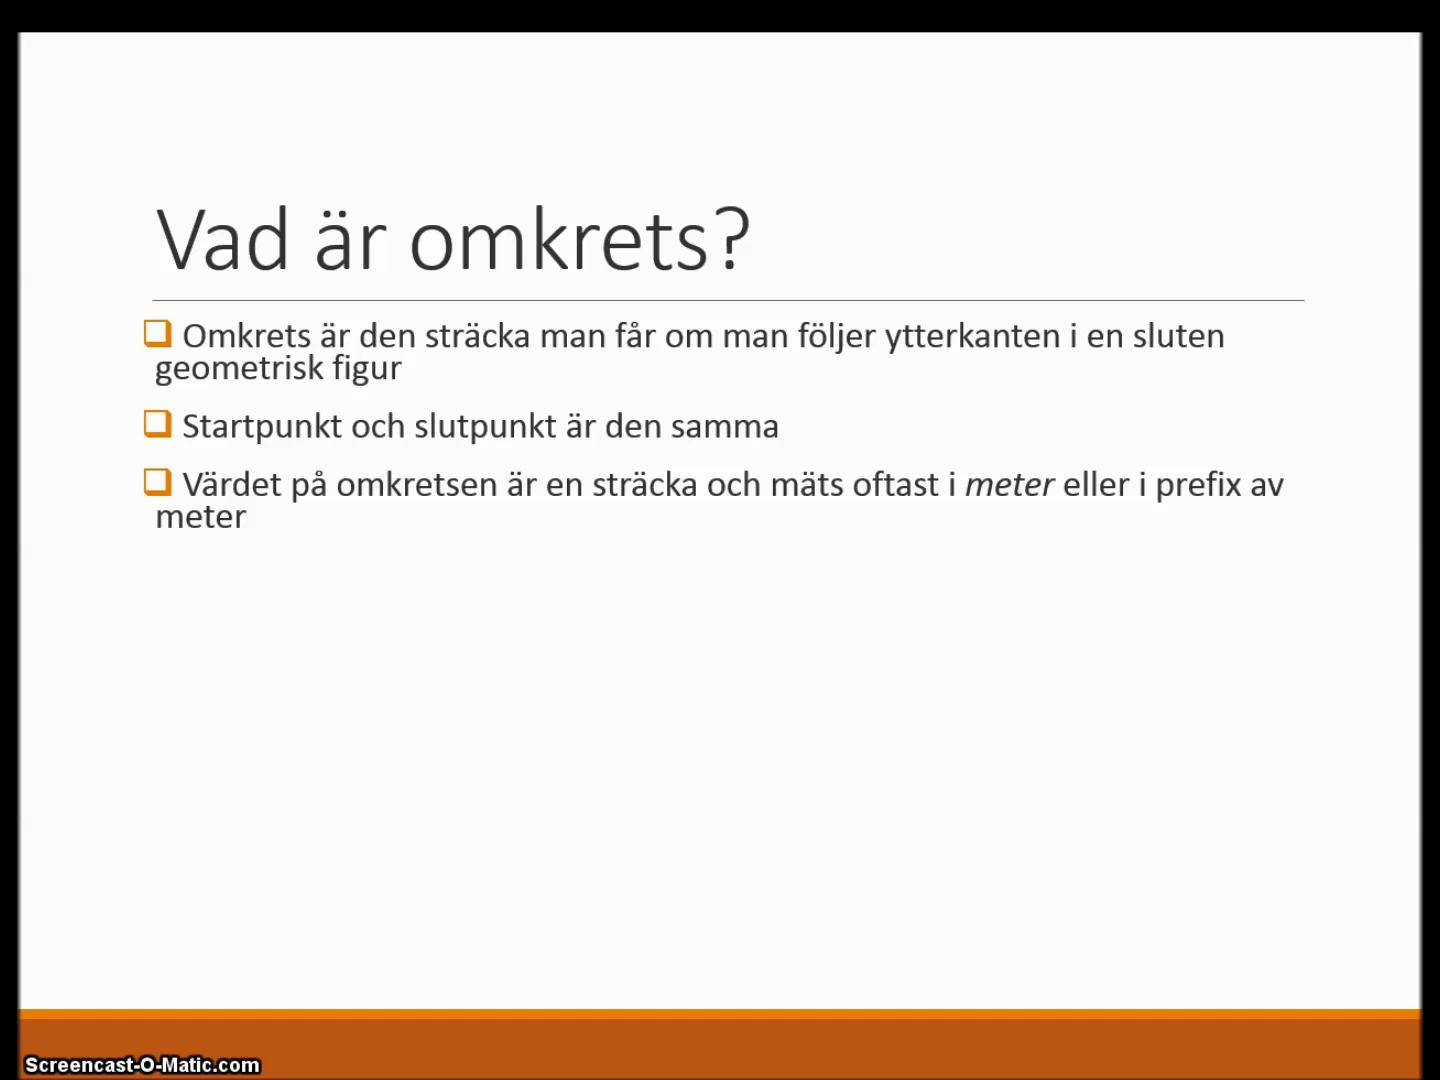 Vad är omkrets?
Omkrets är den sträcka man får om man följer ytterkanten i en sluten
geometrisk figur
Startpunkt och slutpunkt är den samma
Värdet på omkretsen är en sträcka och mäts oftast i meter eller i prefix av
meter
Screencast-O-Matic.com